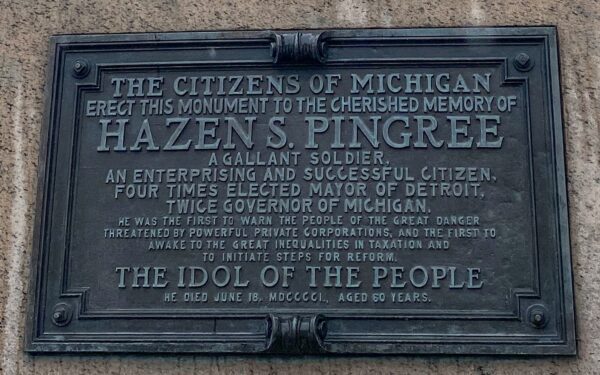 THE CITIZENS OF MICHIGAN
ERECT THIS MONUMENT TO THE CHERISHED MEMORY OF
HAZEN S. PINGREE
A GALLANT SOLDIER,
AN ENTERPRISING AND SUCCESSFUL CITIZEN,
FOUR TIMES ELECTED MAYOR OF DETROIT,
TWICE GOVERNOR OF MICHIGAN.
HE WAS THE FIRST TO WARN THE PEOPLE OF THE GREAT DANGER
THREATENED BY POWERFUL PRIVATE CORPORATIONS, AND THE FIRST TO
AWAKE TO THE GREAT INEQUALITIES IN TAXATION AND
TO INITIATE STEPS FOR REFORM.
THE IDOL OF THE PEOPLE
HE DIED JUNE 18, MDCCCCI., AGED 60 YEARS.